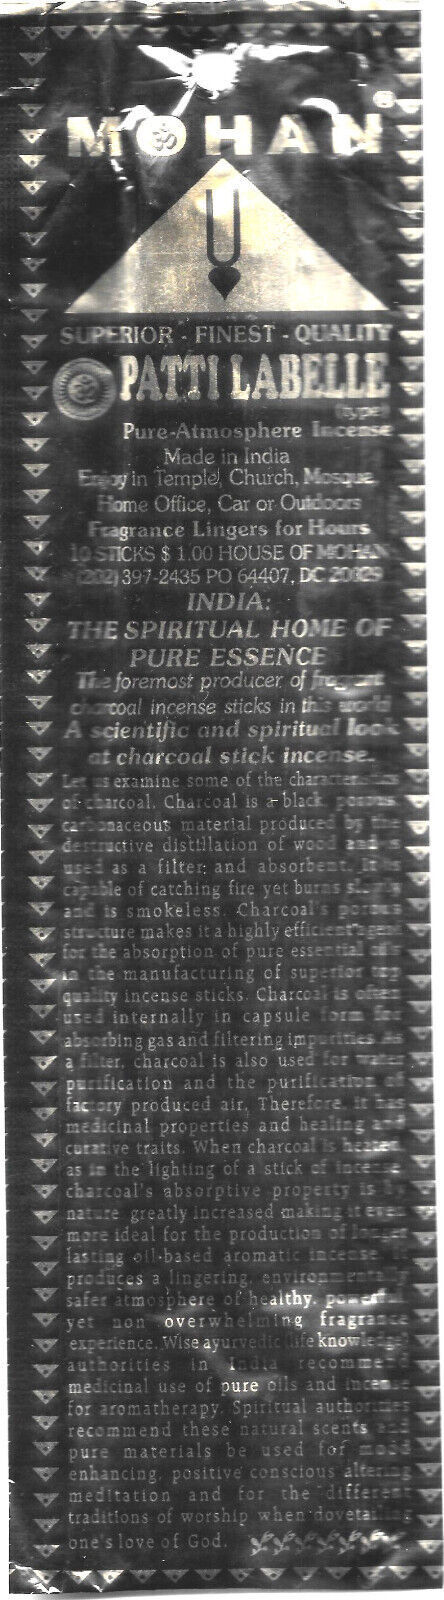 MOHAN
®
SUPERIOR - FINEST - QUALITY
PATTI LABELLE
(type)
Pure-Atmosphere Incense
Made in India
Enjoy in Temple, Church, Mosque
Home Office, Car or Outdoors
Fragrance Lingers for Hours
10 STICKS $ 1.00 HOUSE OF MOHAN
(202) 397-2435 PO 64407, DC 20029
INDIA:
THE SPIRITUAL HOME OF
PURE ESSENCE
The foremost producer of fragrant
charcoal incense sticks in this world
A scientific and spiritual look
at charcoal stick incense.
Let us examine some of the characteristics
of charcoal. Charcoal is a black, porous
carbonaceous material produced by the
destructive distillation of wood and is
used as a filter; and absorbent. It is
capable of catching fire yet burns slowly
and is smokeless. Charcoal's porous
structure makes it a highly efficient agent
for the absorption of pure essential oils
in the manufacturing of superior top
quality incense sticks. Charcoal is often
used internally in capsule form for
absorbing gas and filtering impurities. As
a filter, charcoal is also used for water
purification and the purification of
factory produced air. Therefore, it has
medicinal properties and healing and
curative traits. When charcoal is heated,
as in the lighting of a stick of incense
charcoal's absorptive property is by
nature greatly increased making it even
more ideal for the production of longer
lasting oil-based aromatic incense. It
produces a lingering, environmentally
safer atmosphere of healthy, powerful
yet non overwhelming fragrance
experience. Wise ayurvedic (life knowledge)
authorities in India recommend
medicinal use of pure oils and incense
for aromatherapy. Spiritual authorities
recommend these natural scents and
pure materials be used for mood
enhancing, positive conscious altering
meditation and for the different
traditions of worship when dovetailing
one's love of God.